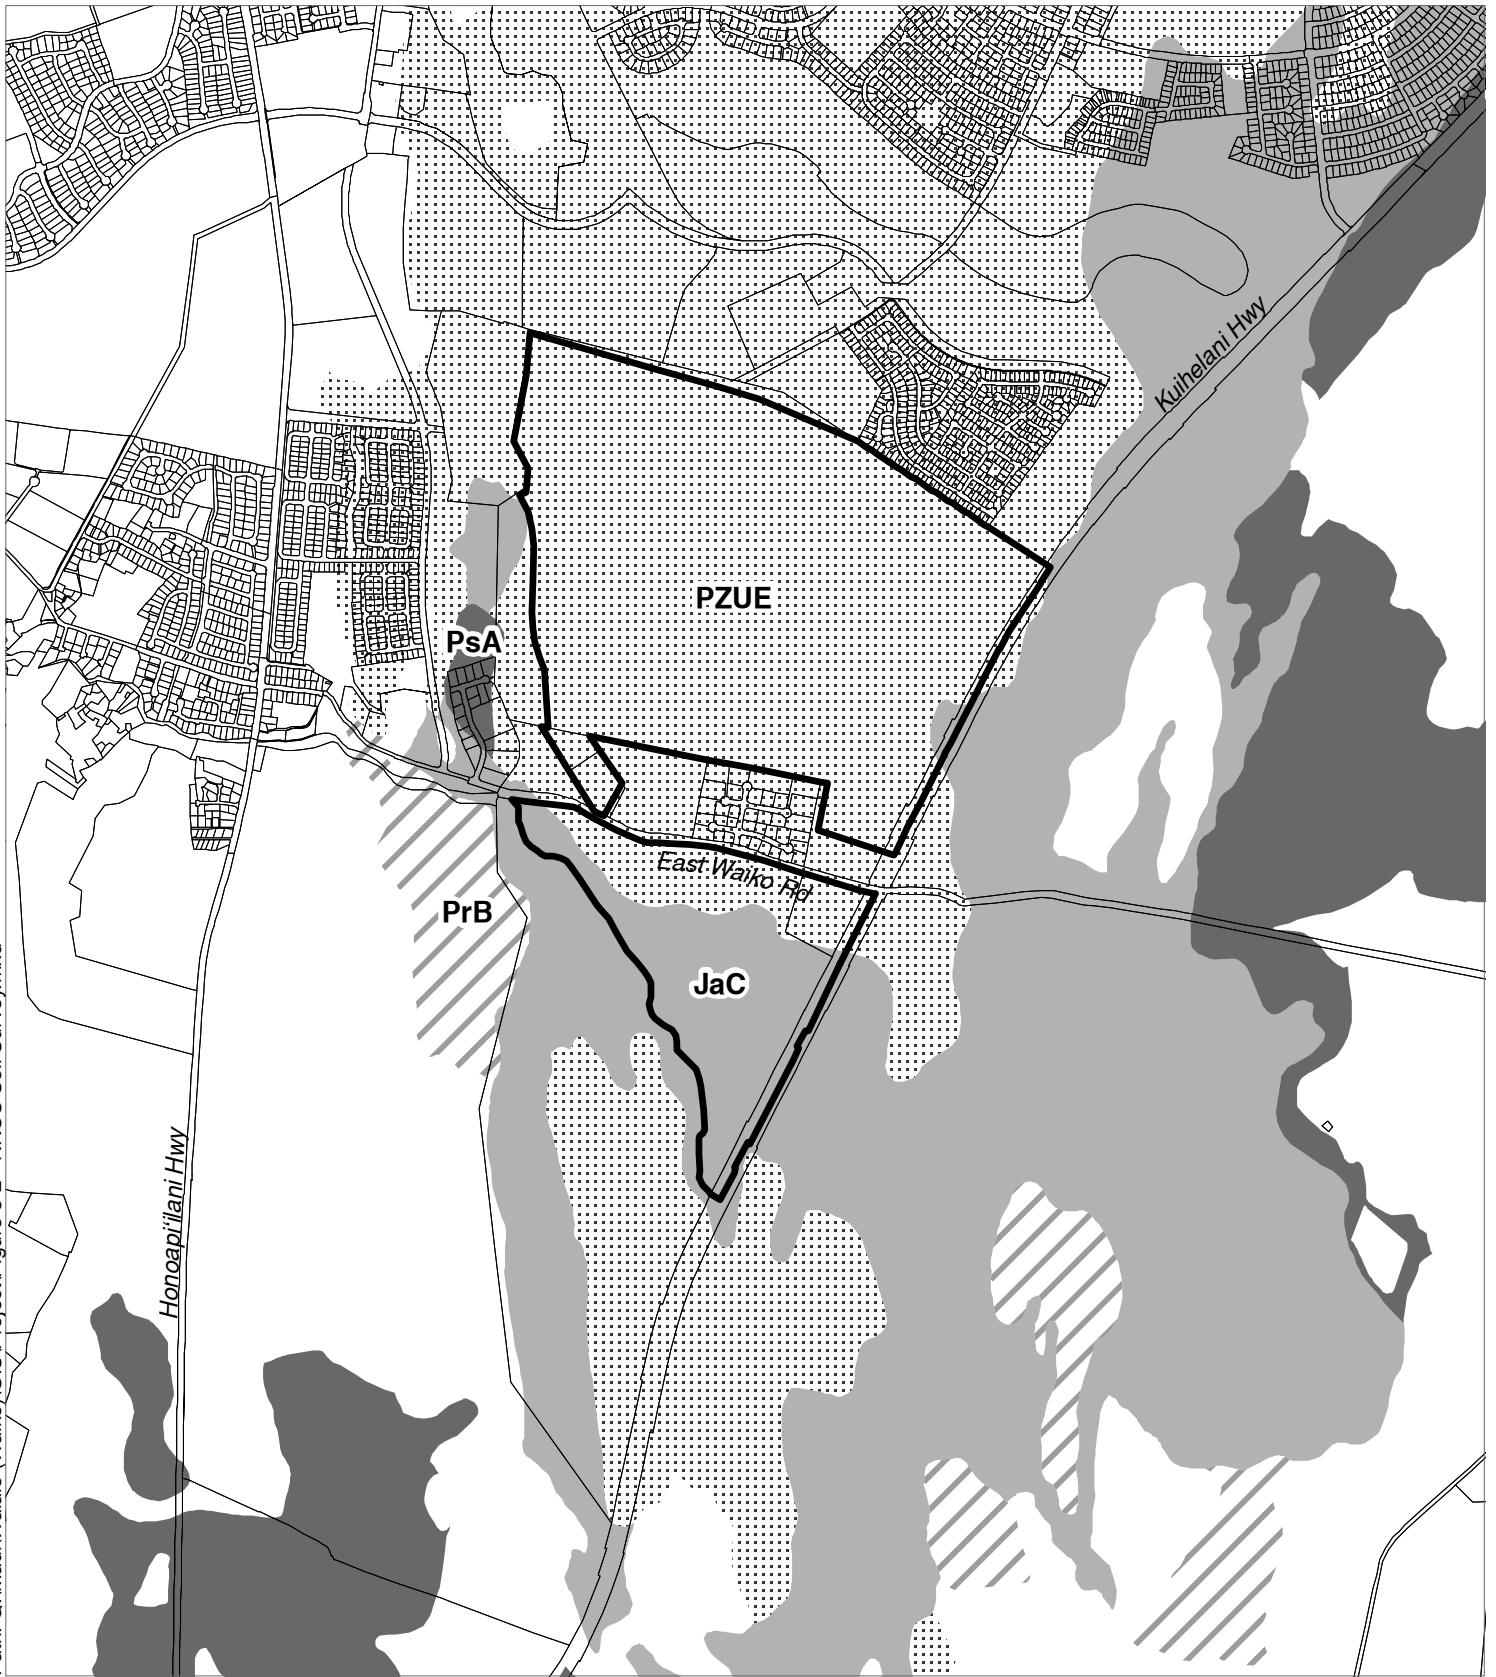 Kuihelani Hwy
PZUE
PsA
East Waiko Rd
PrB
JaC
Honoapi'ilani Hwy